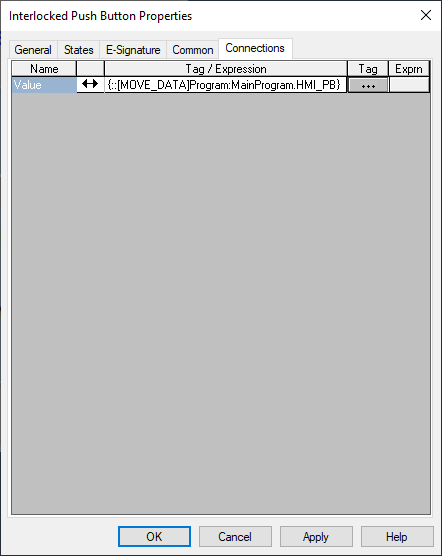 Interlocked Push Button Properties
General States E-Signature Common Connections
Name Tag / Expression Tag Exprn
Value {::[MOVE_DATA]Program:MainProgram.HMI_PB} ...
OK Cancel Apply Help